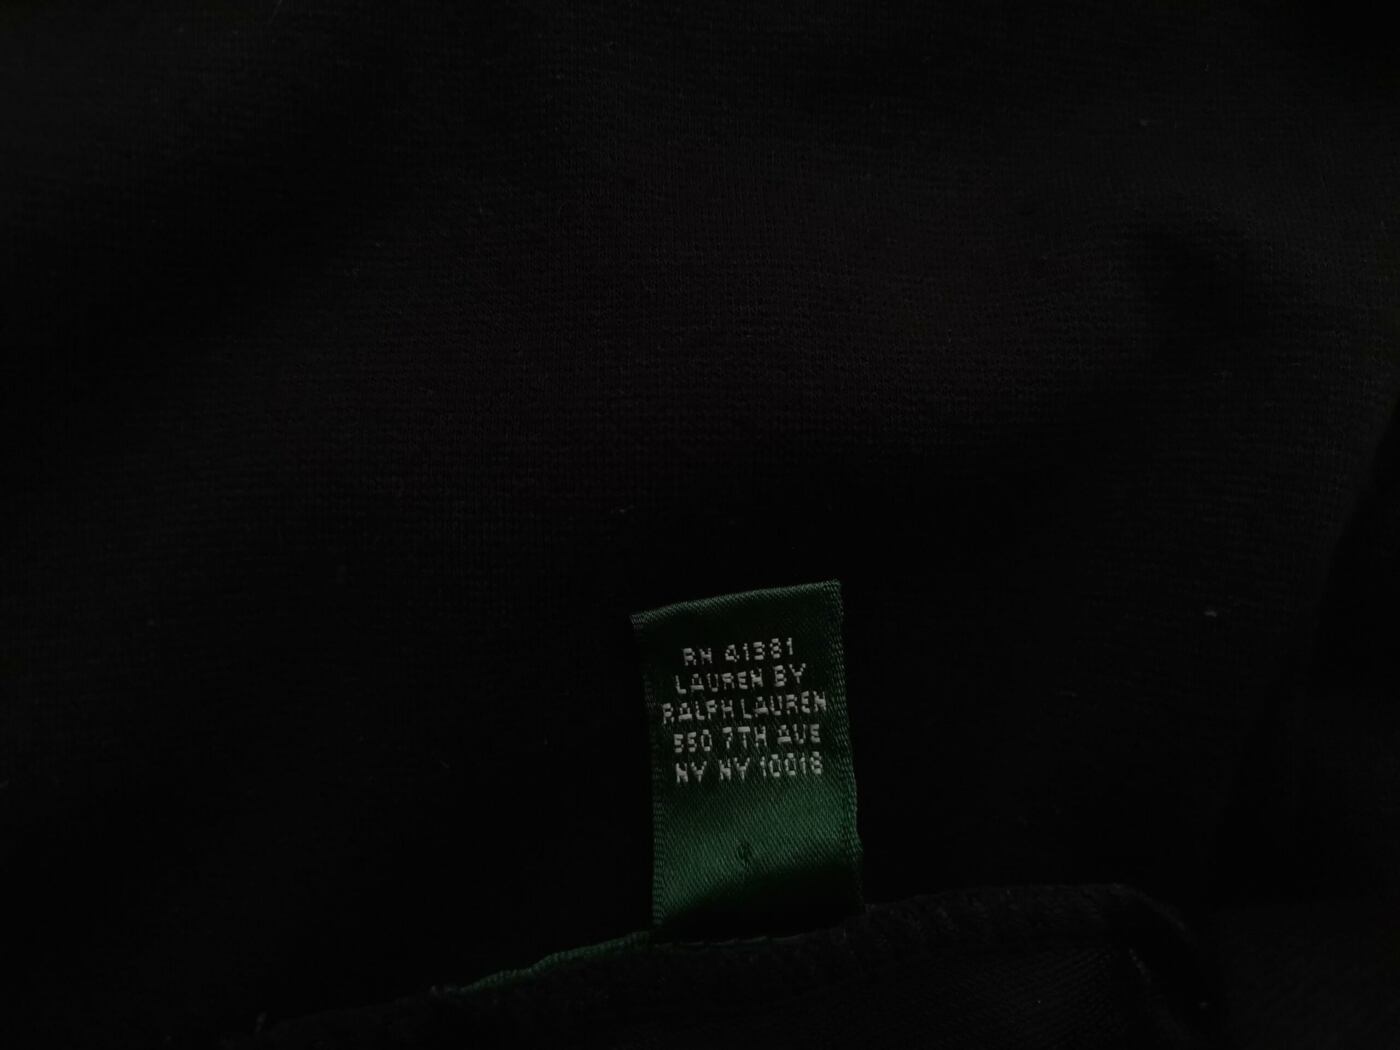 RN 41381
LAUREN BY
RALPH LAUREN
550 7TH AVE
NY NY 10018